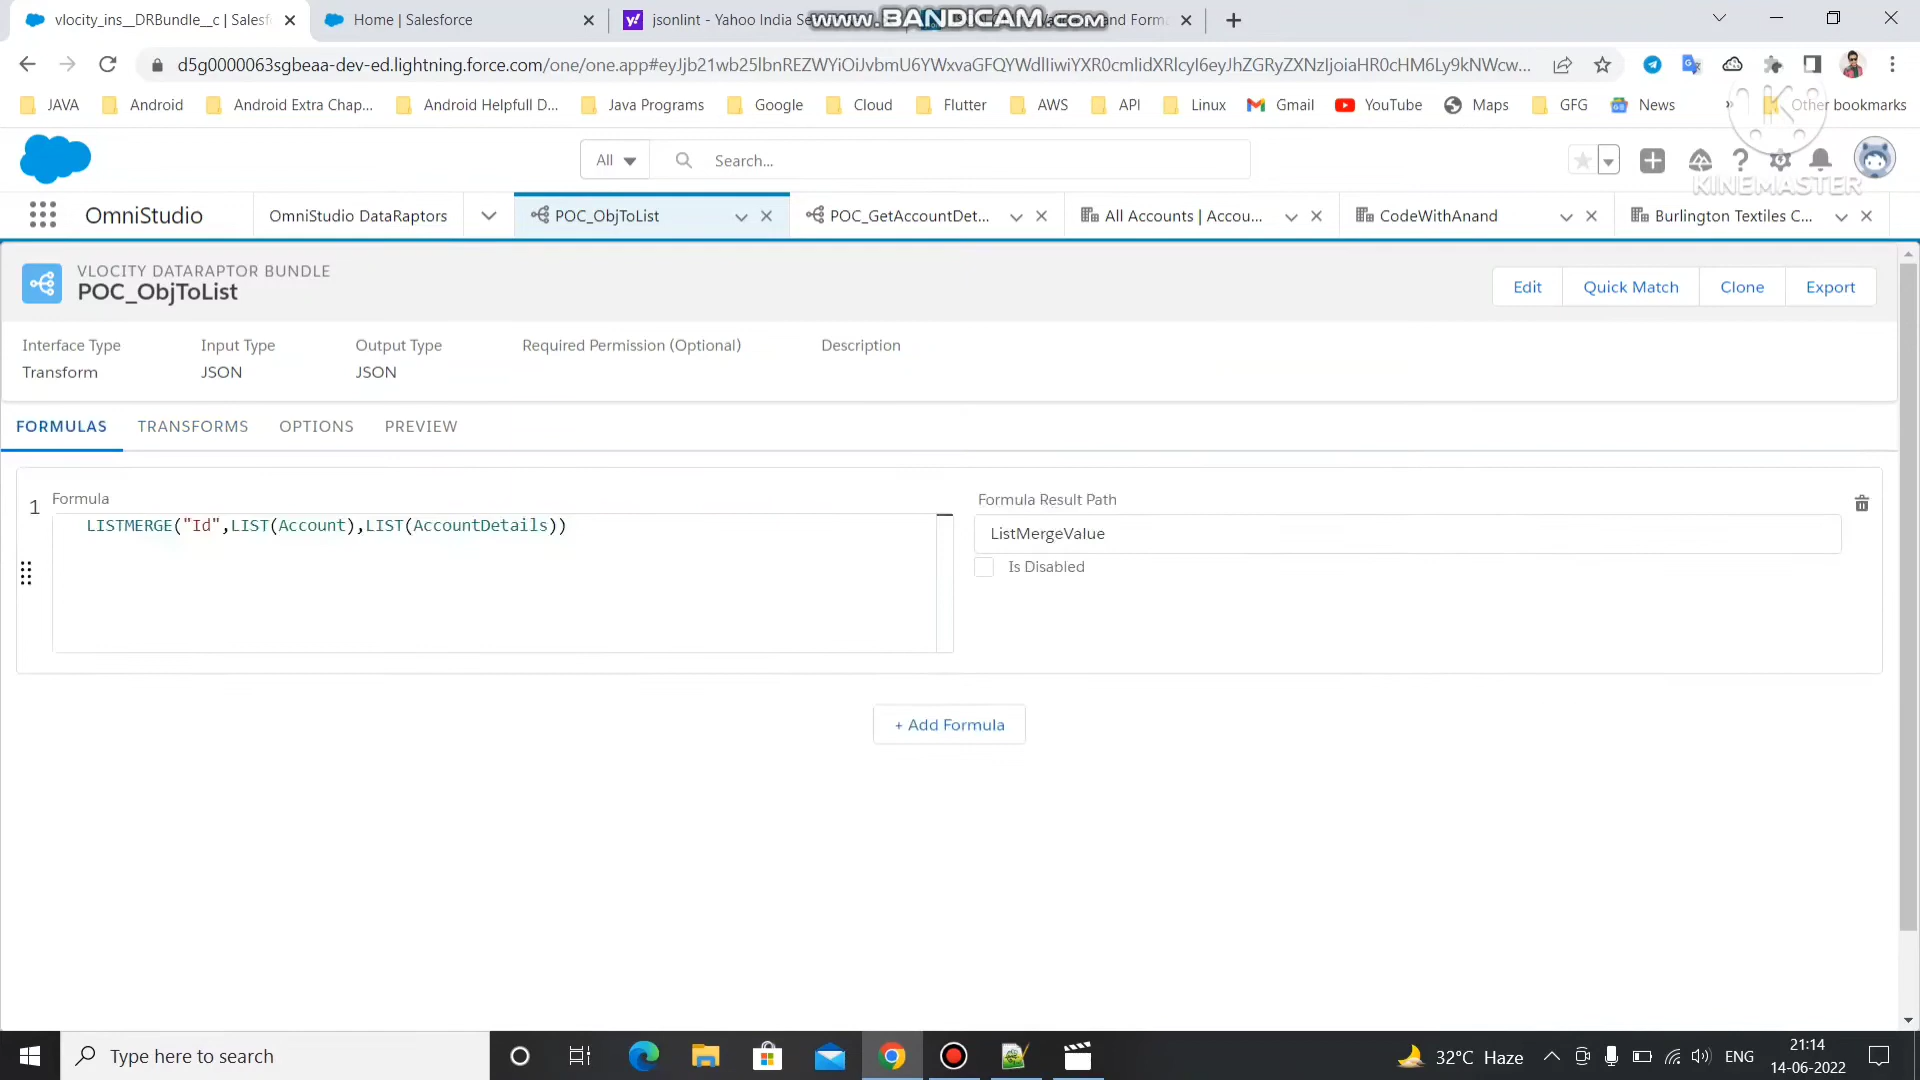 vlocity_ins__DRBundle__c | Salesf
Home | Salesforce
jsonlint - Yahoo India Se
www.BANDICAM.com
and Form
d5g0000063sgbeaa-dev-ed.lightning.force.com/one/one.app#eyJjb21wb25lbnREZWYiOiJvbmU6YWxvaGFQYWdlIiwiYXR0cmlidXRlcyI6eyJhZGRyZXNzIjoiaHR0cHM6Ly9kNWcw...
JAVA
Android
Android Extra Chap...
Android Helpfull D...
Java Programs
Google
Cloud
Flutter
AWS
API
Linux
Gmail
YouTube
Maps
GFG
News
»
Other bookmarks
All
Search...
KINEMASTER
OmniStudio
OmniStudio DataRaptors
POC_ObjToList
POC_GetAccountDet...
All Accounts | Accou...
CodeWithAnand
Burlington Textiles C...
VLOCITY DATARAPTOR BUNDLE
POC_ObjToList
Edit
Quick Match
Clone
Export
Interface Type
Input Type
Output Type
Required Permission (Optional)
Description
Transform
JSON
JSON
FORMULAS
TRANSFORMS
OPTIONS
PREVIEW
1
Formula
Formula Result Path
LISTMERGE("Id",LIST(Account),LIST(AccountDetails))
ListMergeValue
Is Disabled
+ Add Formula
Type here to search
32°C Haze
ENG
21:14
14-06-2022